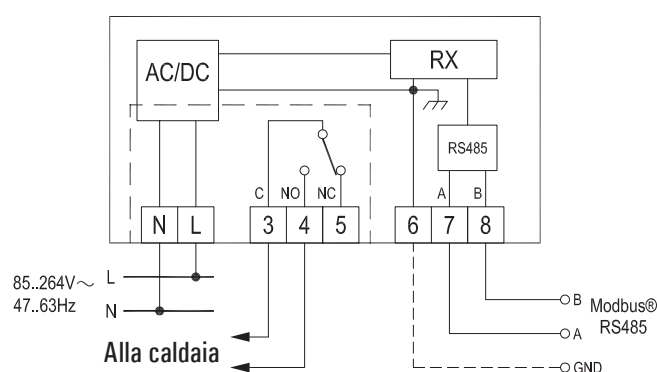 AC/DC
RX
RS485
C NO NC
A B
N L 3 4 5 6 7 8
85..264V~
47..63Hz
L
N
Alla caldaia
B
A
GND
Modbus®
RS485